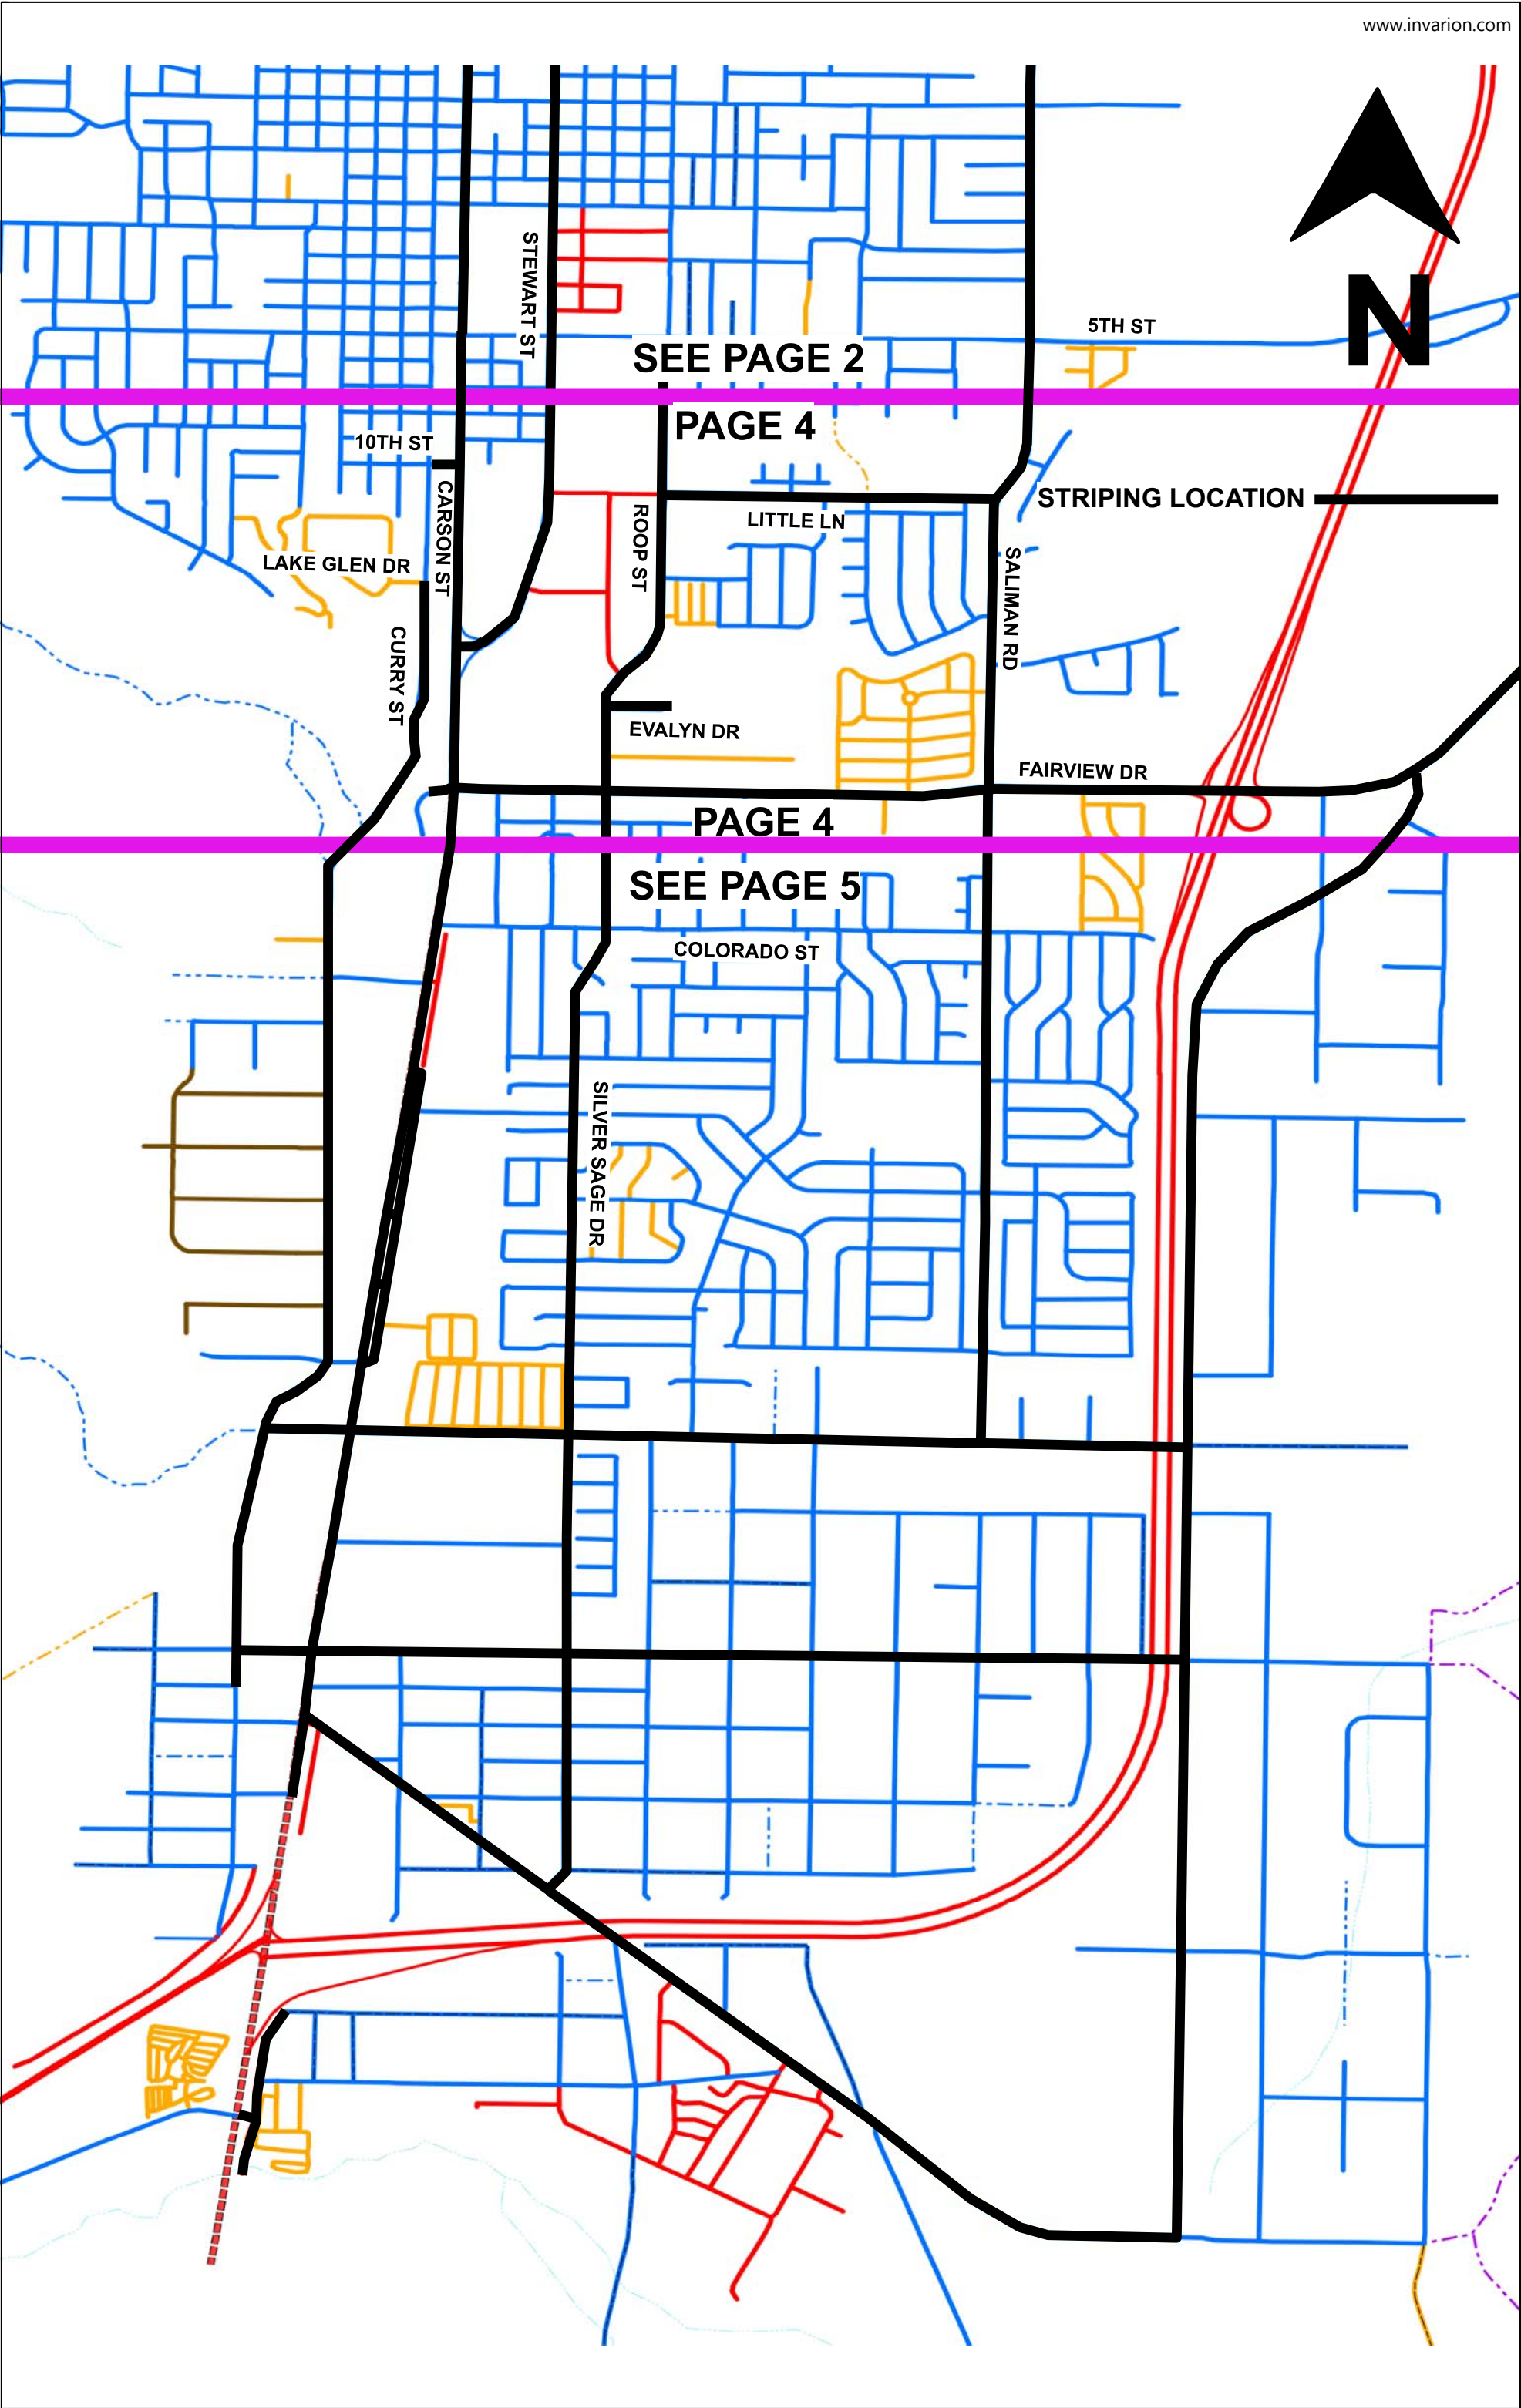 www.invarion.com
STEWART ST
N
5TH ST
SEE PAGE 2
PAGE 4
10TH ST
CARSON ST
STRIPING LOCATION
ROOP ST
LITTLE LN
SALIMAN RD
LAKE GLEN DR
CURRY ST
EVALYN DR
FAIRVIEW DR
PAGE 4
SEE PAGE 5
COLORADO ST
SILVER SAGE DR